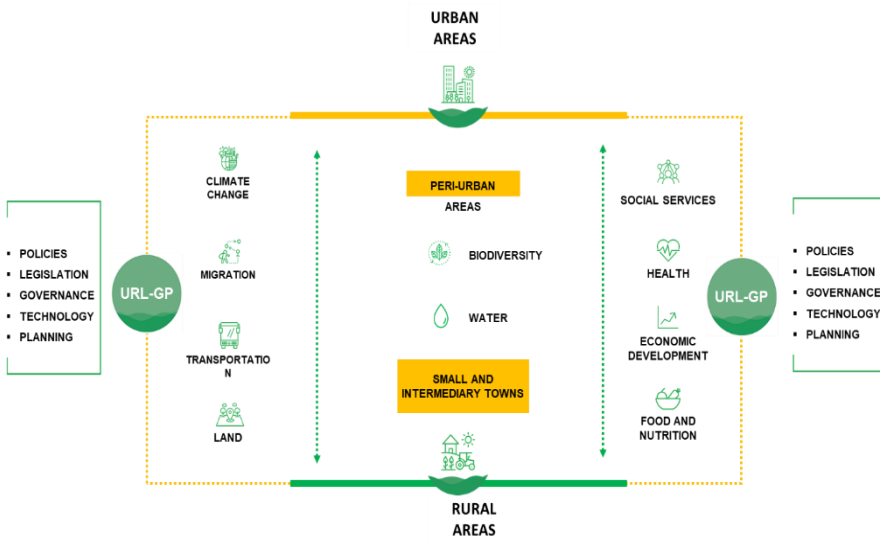 URBAN
AREAS
CLIMATE
CHANGE
MIGRATION
TRANSPORTATIO
N
LAND
PERI-URBAN
AREAS
BIODIVERSITY
WATER
SMALL AND
INTERMEDIARY TOWNS
SOCIAL SERVICES
HEALTH
ECONOMIC
DEVELOPMENT
FOOD AND
NUTRITION
▪ POLICIES
▪ LEGISLATION
▪ GOVERNANCE
▪ TECHNOLOGY
▪ PLANNING
URL-GP
URL-GP
▪ POLICIES
▪ LEGISLATION
▪ GOVERNANCE
▪ TECHNOLOGY
▪ PLANNING
RURAL
AREAS